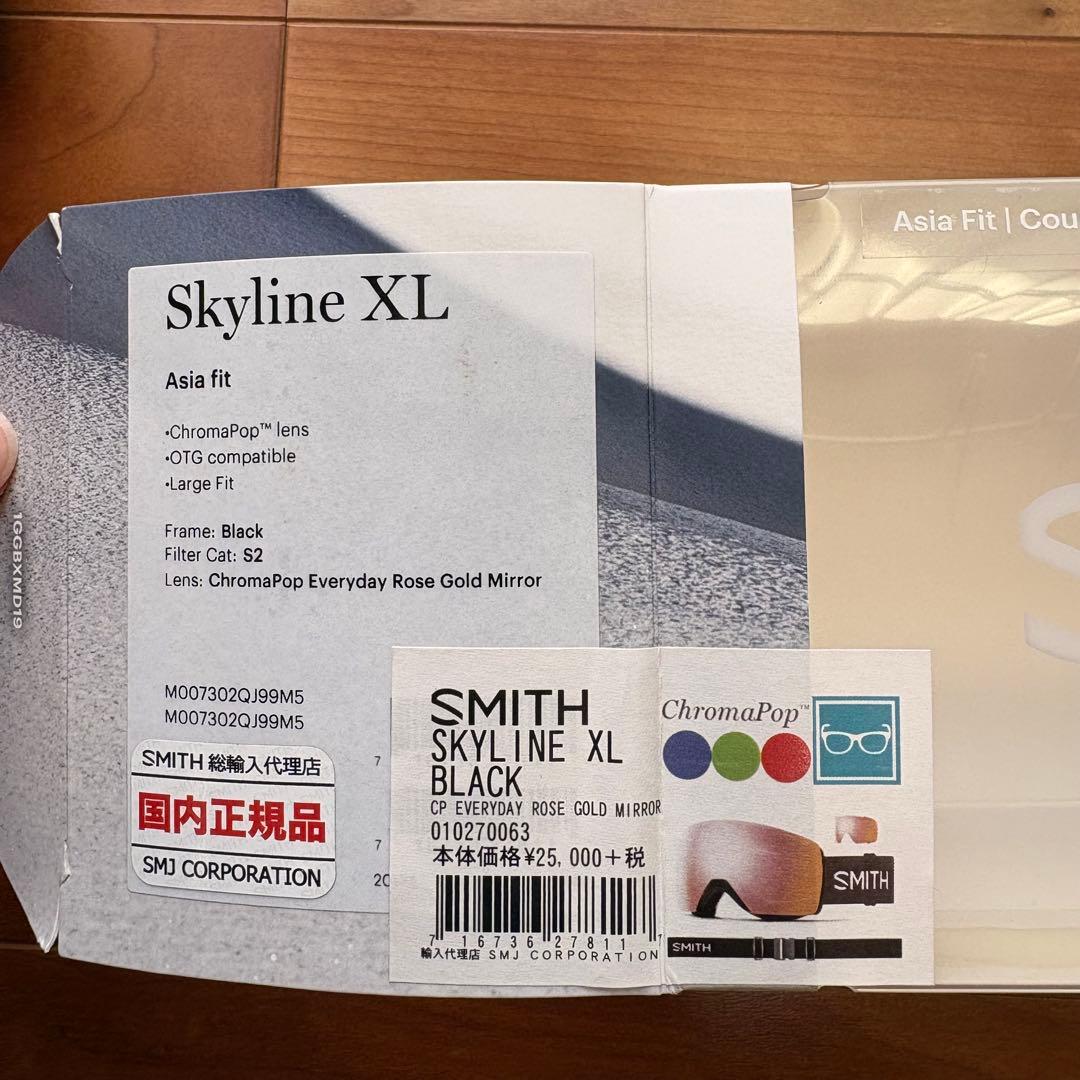 Asia Fit | Cou
Skyline XL
Asia fit
•ChromaPop™ lens
•OTG compatible
•Large Fit
Frame: Black
Filter Cat: S2
Lens: ChromaPop Everyday Rose Gold Mirror
M007302QJ99M5
M007302QJ99M5
7
7
20
1GGBXMD19
SMITH 総輸入代理店
国内正規品
SMJ CORPORATION
SMITH
SKYLINE XL
BLACK
CP EVERYDAY ROSE GOLD MIRROR
010270063
本体価格¥25,000+税
7 16736 27811 7
輸入代理店 SMJ CORPORATION
ChromaPop™
SMITH
SMITH
S